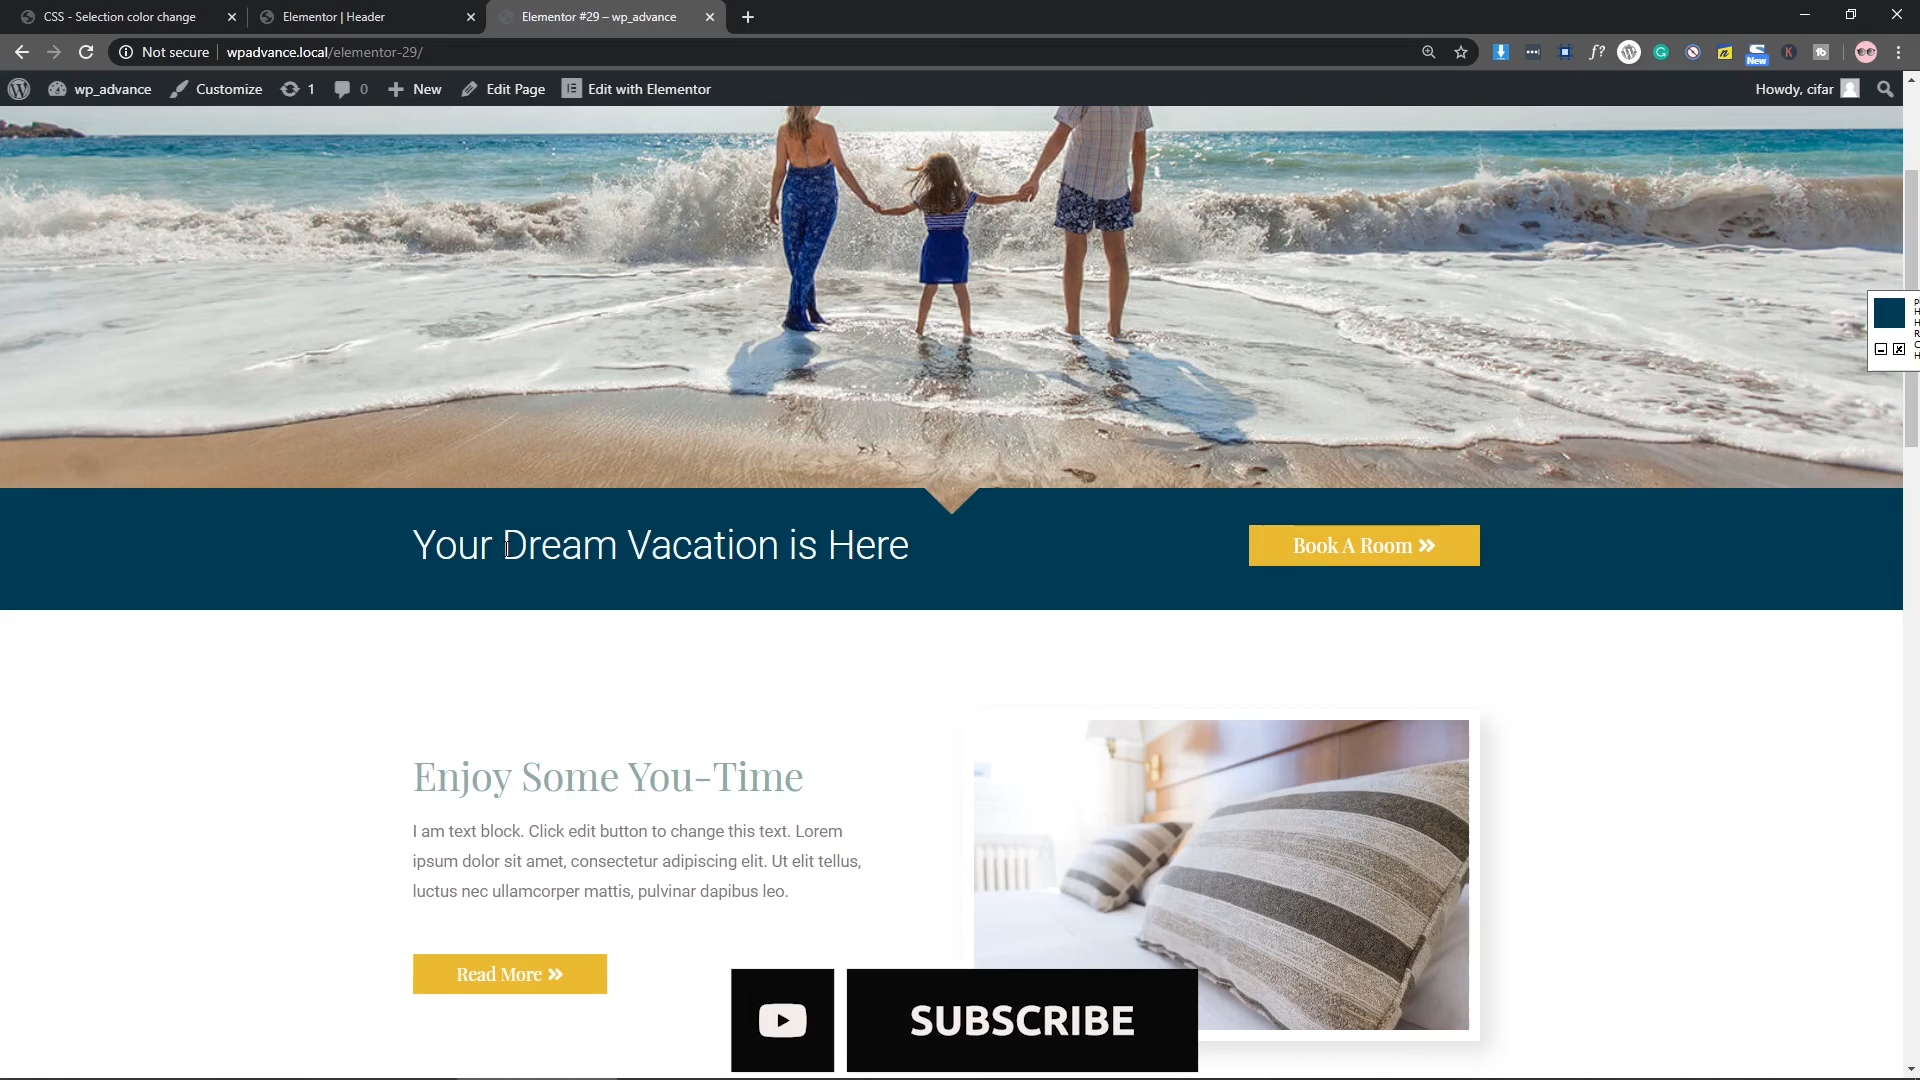 CSS - Selection color change
Elementor | Header
Elementor #29 – wp_advance
Not secure
wpadvance.local/elementor-29/
New
wp_advance
Customize
1
0
New
Edit Page
Edit with Elementor
Howdy, cifar
Your Dream Vacation is Here
Book A Room »
Enjoy Some You-Time
I am text block. Click edit button to change this text. Lorem
ipsum dolor sit amet, consectetur adipiscing elit. Ut elit tellus,
luctus nec ullamcorper mattis, pulvinar dapibus leo.
Read More »
SUBSCRIBE